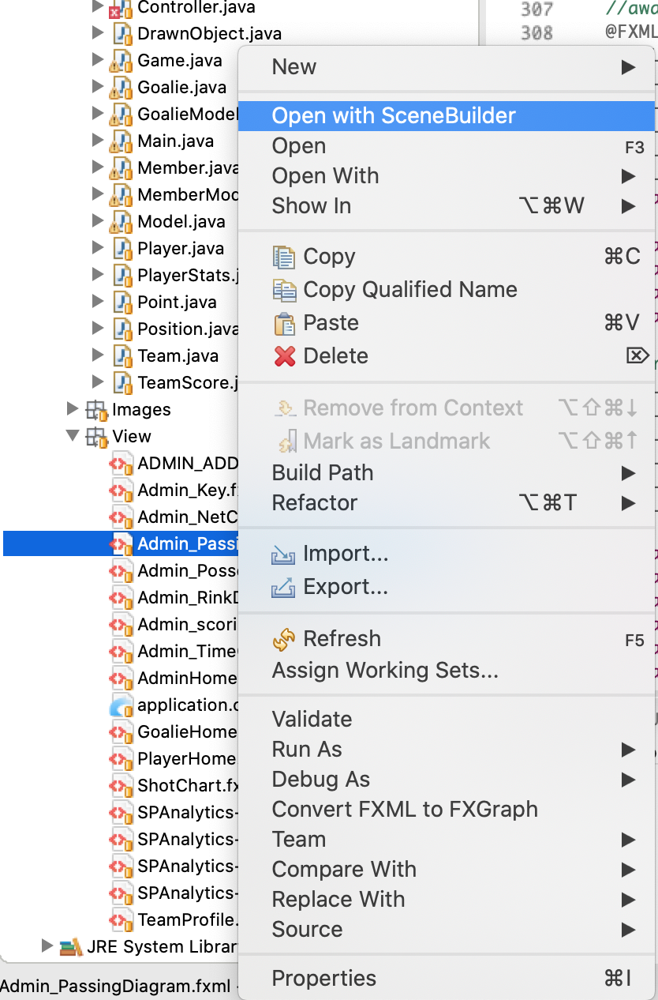 Controller.java
307 //awa
DrawnObject.java
308 @FXML
Game.java
Goalie.java
GoalieModel
Main.java
Member.java
MemberMod
Model.java
Player.java
PlayerStats.j
Point.java
Position.java
Team.java
TeamScore.j
Images
View
ADMIN_ADD
Admin_Key.f
Admin_NetC
Admin_Passi
Admin_Poss
Admin_RinkD
Admin_scori
Admin_Time
AdminHome
application.c
GoalieHome
PlayerHome
ShotChart.fx
SPAnalytics-
SPAnalytics-
SPAnalytics-
SPAnalytics-
TeamProfile.
JRE System Librar
Admin_PassingDiagram.fxml -
New
Open with SceneBuilder
Open F3
Open With
Show In ⌥⌘W
Copy ⌘C
Copy Qualified Name
Paste ⌘V
Delete ⌦
Remove from Context ⌥⇧⌘↓
Mark as Landmark ⌥⇧⌘↑
Build Path
Refactor ⌥⌘T
Import...
Export...
Refresh F5
Assign Working Sets...
Validate
Run As
Debug As
Convert FXML to FXGraph
Team
Compare With
Replace With
Source
Properties ⌘I